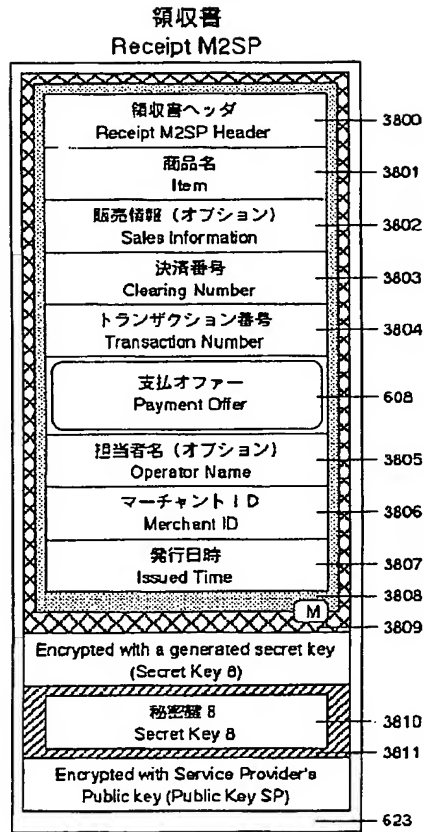 領収書
Receipt M2SP
領収書ヘッダ
Receipt M2SP Header
3800
商品名
Item
3801
販売情報（オプション）
Sales Information
3802
決済番号
Clearing Number
3803
トランザクション番号
Transaction Number
3804
支払オファー
Payment Offer
608
担当者名（オプション）
Operator Name
3805
マーチャントＩＤ
Merchant ID
3806
発行日時
Issued Time
3807
3808
M
3809
Encrypted with a generated secret key
(Secret Key 8)
秘密鍵 8
Secret Key 8
3810
3811
Encrypted with Service Provider's
Public key (Public Key SP)
623